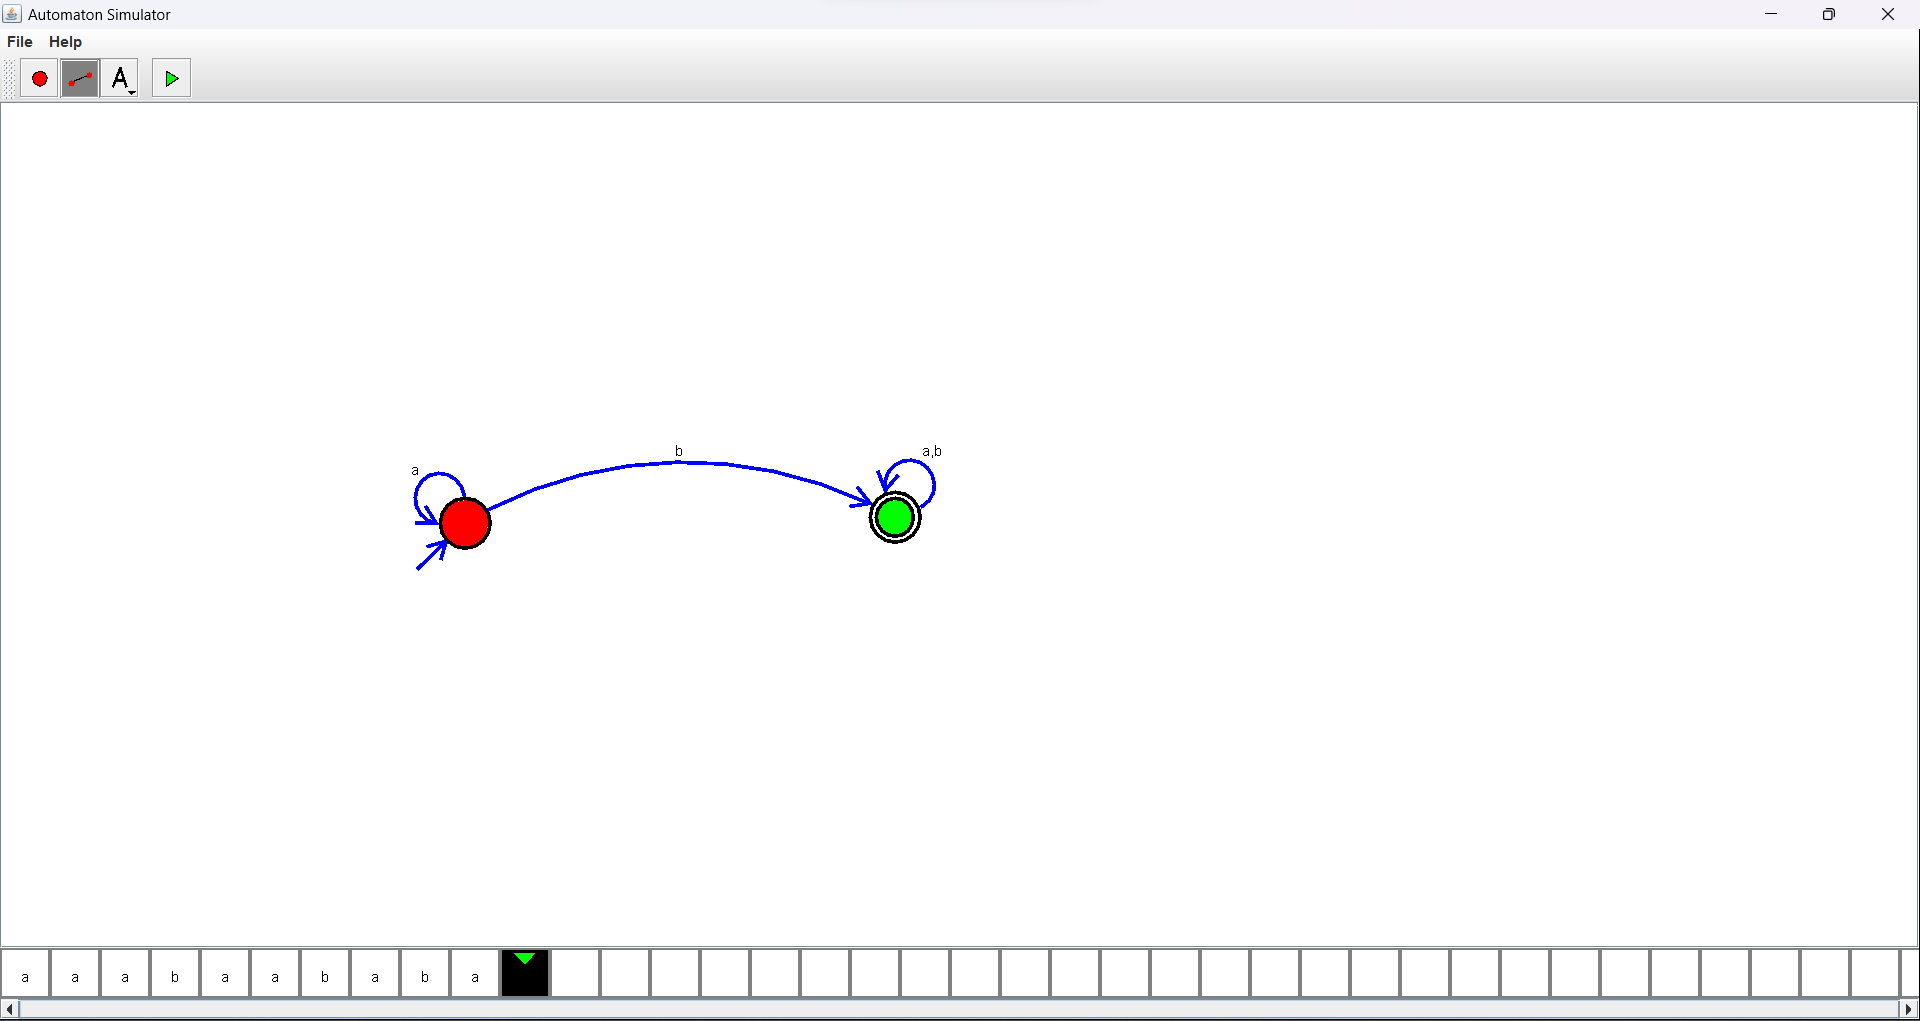 Automaton Simulator
File Help
A
b
a,b
a
a a a b a a b a b a